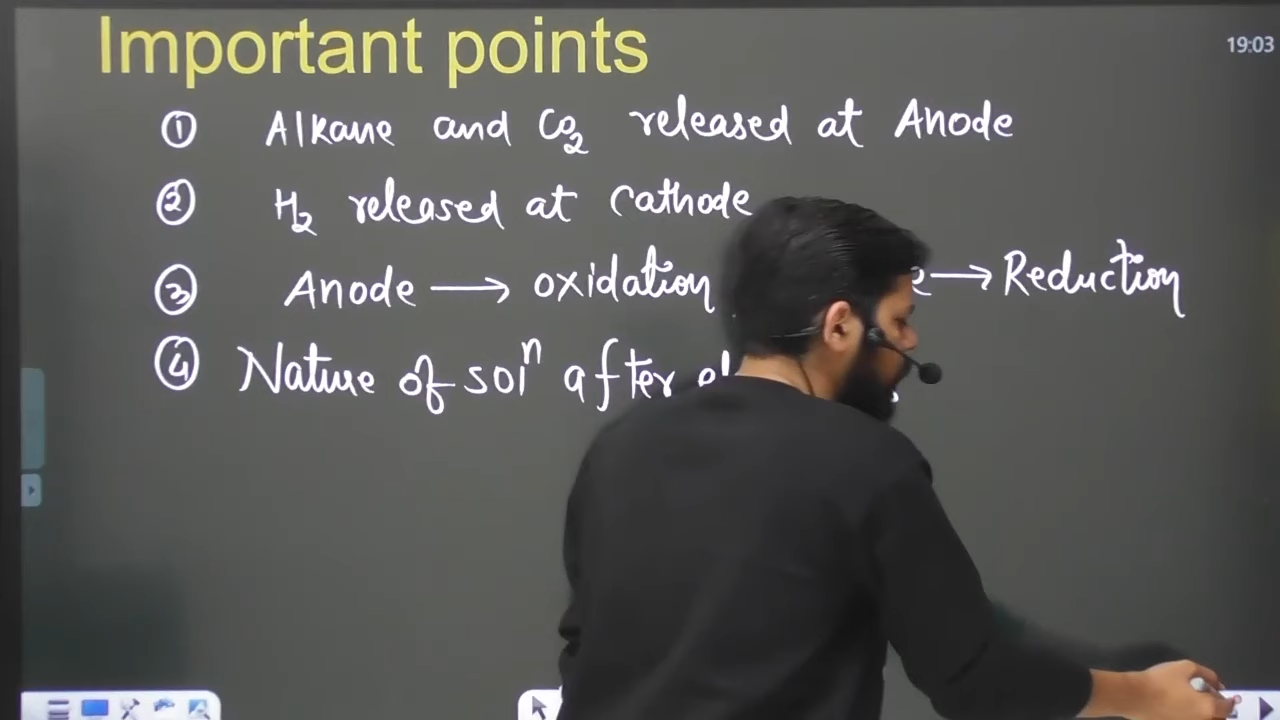 Important points
19:03
① Alkane and CO₂ released at Anode
② H₂ released at Cathode
③ Anode → oxidation → Reduction
④ Nature of solⁿ after